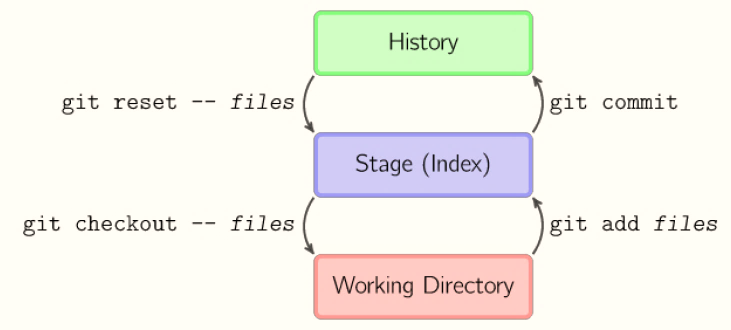 History
git reset -- files
git commit
Stage (Index)
git checkout -- files
git add files
Working Directory